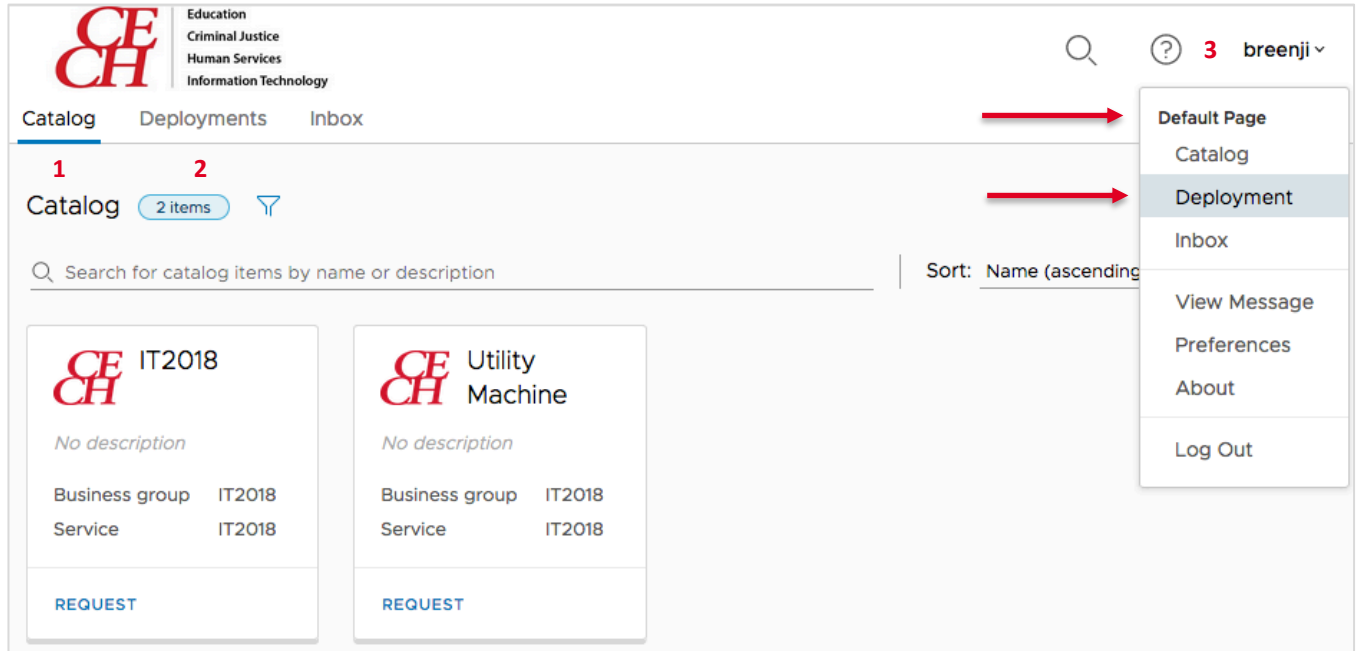 CE
CH
Education
Criminal Justice
Human Services
Information Technology
? 3 breenji
Catalog Deployments Inbox
1 2
Catalog 2 items
Search for catalog items by name or description
Sort: Name (ascending
Default Page
Catalog
Deployment
Inbox
View Message
Preferences
About
Log Out
CE
CH
IT2018
No description
Business group IT2018
Service IT2018
REQUEST
CE
CH
Utility
Machine
No description
Business group IT2018
Service IT2018
REQUEST